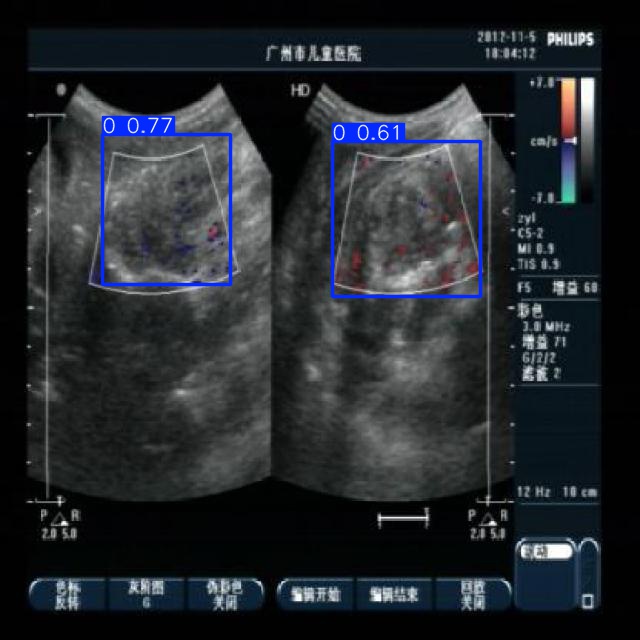 2012-11-5 PHILIPS
广州市儿童医院
18:04:12
HD
+7.0
cm/s
-7.0
0 0.77
0 0.61
zyl
C5-2
MI 0.9
TIS 0.9
F5 增益 60
彩色
3.0 MHz
增益 71
G/2/2
滤波 2
12 Hz 10 cm
P R
2.0 5.0
P R
2.0 5.0
活动
色标
反转
灰阶图
G
伪彩色
关闭
编辑开始
编辑结束
回放
关闭